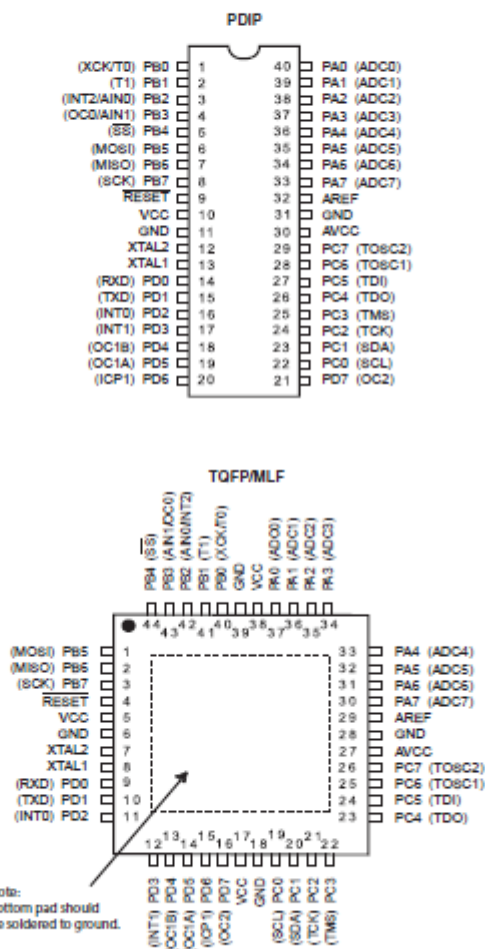 PDIP
(XCK/T0) PB0 1 40 PA0 (ADC0)
(T1) PB1 2 39 PA1 (ADC1)
(INT2/AIN0) PB2 3 38 PA2 (ADC2)
(OC0/AIN1) PB3 4 37 PA3 (ADC3)
(SS) PB4 5 36 PA4 (ADC4)
(MOSI) PB5 6 35 PA5 (ADC5)
(MISO) PB6 7 34 PA6 (ADC6)
(SCK) PB7 8 33 PA7 (ADC7)
RESET 9 32 AREF
VCC 10 31 GND
GND 11 30 AVCC
XTAL2 12 29 PC7 (TOSC2)
XTAL1 13 28 PC6 (TOSC1)
(RXD) PD0 14 27 PC5 (TDI)
(TXD) PD1 15 26 PC4 (TDO)
(INT0) PD2 16 25 PC3 (TMS)
(INT1) PD3 17 24 PC2 (TCK)
(OC1B) PD4 18 23 PC1 (SDA)
(OC1A) PD5 19 22 PC0 (SCL)
(ICP1) PD6 20 21 PD7 (OC2)
TQFP/MLF
PB4 (SS)
PB3 (AIN1/OC0)
PB2 (AIN0/INT2)
PB1 (T1)
PB0 (XCK/T0)
GND
VCC
PA0 (ADC0)
PA1 (ADC1)
PA2 (ADC2)
PA3 (ADC3)
44 43 42 41 40 39 38 37 36 35 34
(MOSI) PB5 1 33 PA4 (ADC4)
(MISO) PB6 2 32 PA5 (ADC5)
(SCK) PB7 3 31 PA6 (ADC6)
RESET 4 30 PA7 (ADC7)
VCC 5 29 AREF
GND 6 28 GND
XTAL2 7 27 AVCC
XTAL1 8 26 PC7 (TOSC2)
(RXD) PD0 9 25 PC6 (TOSC1)
(TXD) PD1 10 24 PC5 (TDI)
(INT0) PD2 11 23 PC4 (TDO)
12 13 14 15 16 17 18 19 20 21 22
(INT1) PD3
OC1B) PD4
OC1A) PD5
(ICP1) PD6
(OC2) PD7
VCC
GND
(SCL) PC0
(SDA) PC1
(TCK) PC2
(TMS) PC3
ote:
ottom pad should
e soldered to ground.